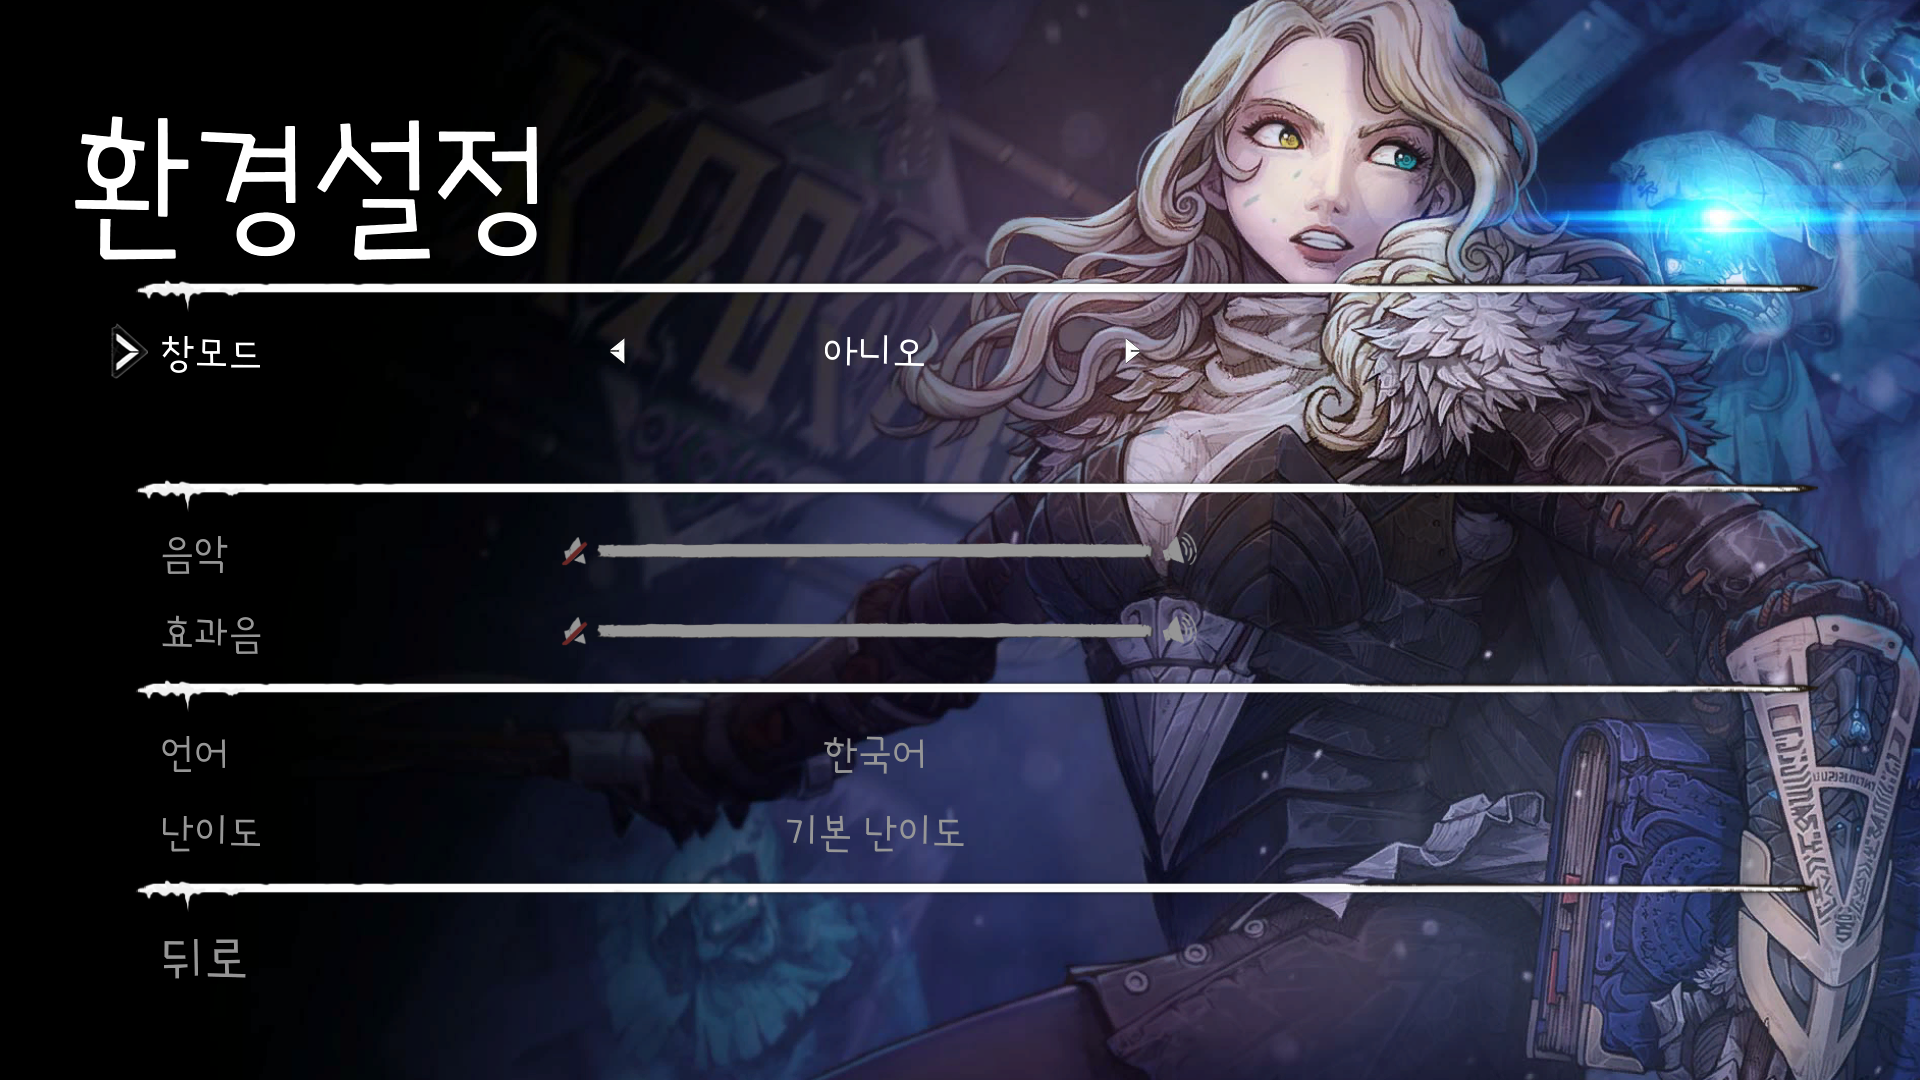 환경설정
창모드 아니오
음악
효과음
언어 한국어
난이도 기본 난이도
뒤로